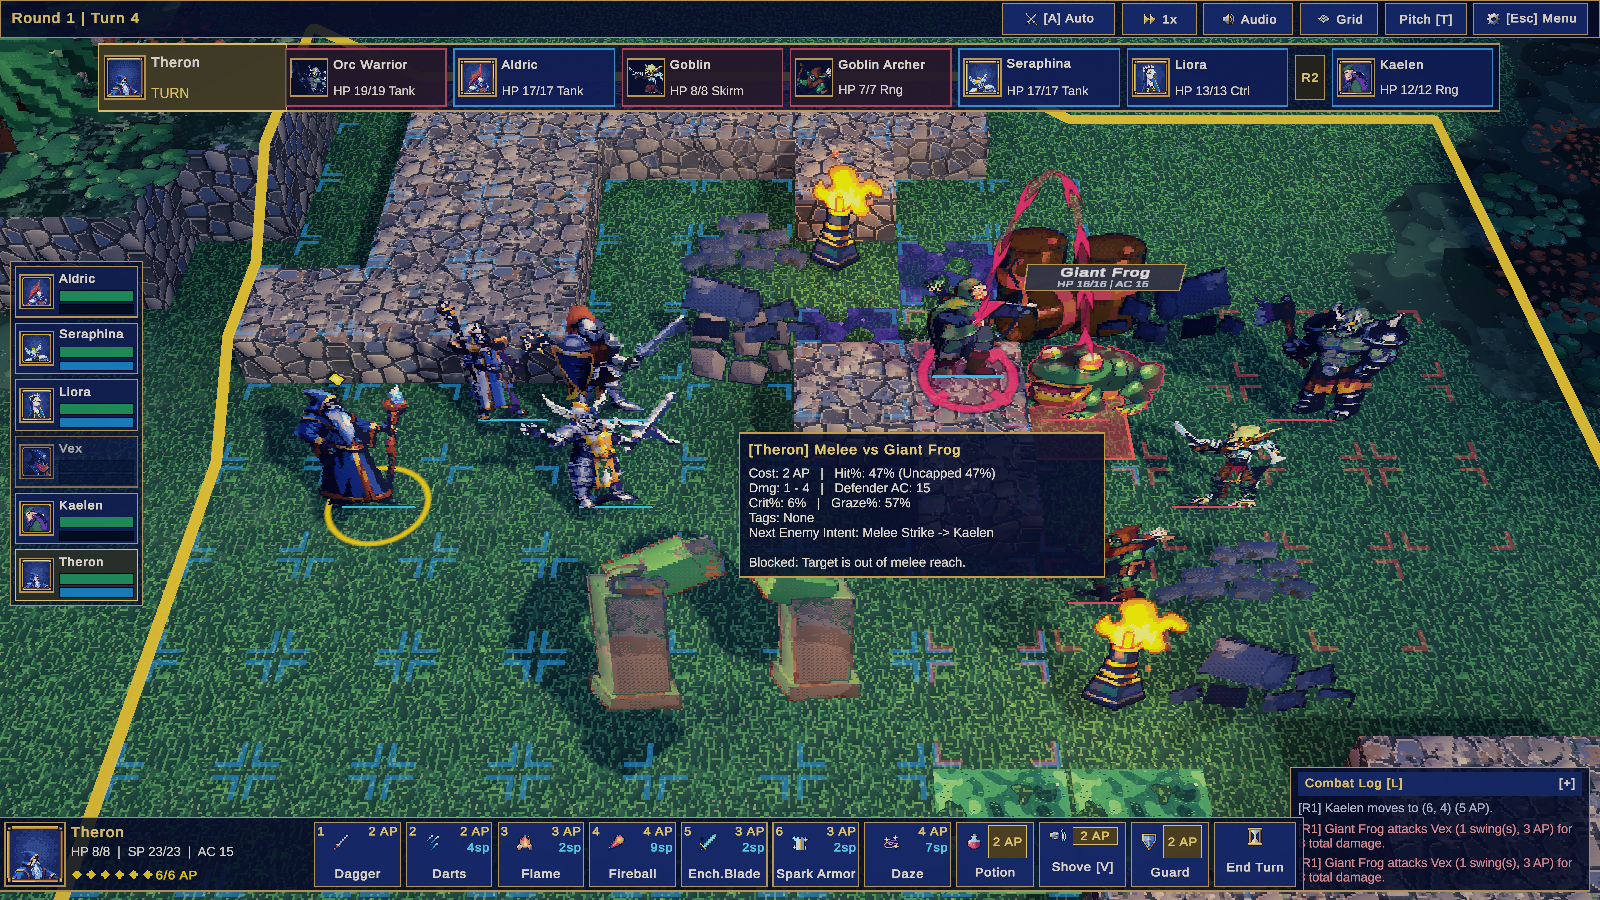 Round 1 | Turn 4
[A] Auto
1x
Audio
Grid
Pitch [T]
[Esc] Menu
Theron
TURN
Orc Warrior
HP 19/19 Tank
Aldric
HP 17/17 Tank
Goblin
HP 8/8 Skirm
Goblin Archer
HP 7/7 Rng
Seraphina
HP 17/17 Tank
Liora
HP 13/13 Ctrl
R2
Kaelen
HP 12/12 Rng
Aldric
Seraphina
Liora
Vex
Kaelen
Theron
Giant Frog
HP 16/16 | AC 15
[Theron] Melee vs Giant Frog
Cost: 2 AP | Hit%: 47% (Uncapped 47%)
Dmg: 1 - 4 | Defender AC: 15
Crit%: 6% | Graze%: 57%
Tags: None
Next Enemy Intent: Melee Strike -> Kaelen
Blocked: Target is out of melee reach.
Combat Log [L]
[+]
[R1] Kaelen moves to (6, 4) (5 AP).
R1] Giant Frog attacks Vex (1 swing(s), 3 AP) for
total damage.
R1] Giant Frog attacks Vex (1 swing(s), 3 AP) for
total damage.
Theron
HP 8/8 | SP 23/23 | AC 15
6/6 AP
1 2 AP
Dagger
2 2 AP
4sp
Darts
3 3 AP
2sp
Flame
4 4 AP
9sp
Fireball
5 3 AP
2sp
Ench.Blade
6 3 AP
2sp
Spark Armor
4 AP
7sp
Daze
2 AP
Potion
2 AP
Shove [V]
2 AP
Guard
End Turn